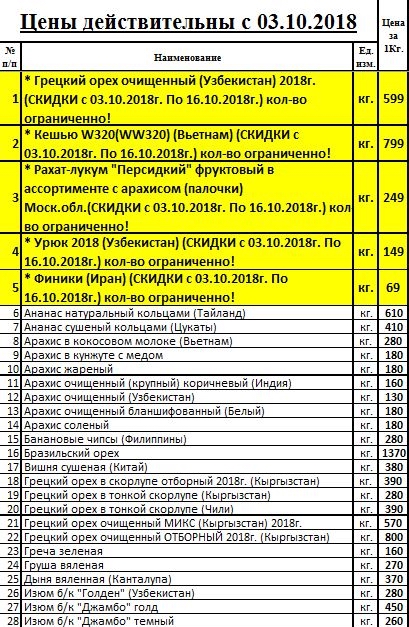 Цены действительны с 03.10.2018
Цена за 1Кг.
№ п/п Наименование Ед. изм.
1 * Грецкий орех очищенный (Узбекистан) 2018г.
(СКИДКИ с 03.10.2018г. По 16.10.2018г.) кол-во
ограниченно! кг. 599
2 * Кешью W320(WW320) (Вьетнам) (СКИДКИ с
03.10.2018г. По 16.10.2018г.) кол-во ограниченно! кг. 799
3 * Рахат-лукум "Персидкий" фруктовый в
ассортименте с арахисом (палочки)
Моск.обл.(СКИДКИ с 03.10.2018г. По 16.10.2018г.) кол-
во ограниченно! кг. 249
4 * Урюк 2018 (Узбекистан) (СКИДКИ с 03.10.2018г. По
16.10.2018г.) кол-во ограниченно! кг. 149
5 * Финики (Иран) (СКИДКИ с 03.10.2018г. По
16.10.2018г.) кол-во ограниченно! кг. 69
6 Ананас натуральный кольцами (Тайланд) кг. 610
7 Ананас сушеный кольцами (Цукаты) кг. 410
8 Арахис в кокосовом молоке (Вьетнам) кг. 280
9 Арахис в кунжуте с медом кг. 180
10 Арахис жареный кг. 180
11 Арахис очищенный (крупный) коричневый (Индия) кг. 160
12 Арахис очищенный (Узбекистан) кг. 130
13 Арахис очищенный бланшифованный (Белый) кг. 180
14 Арахис соленый кг. 180
15 Банановые чипсы (Филиппины) кг. 280
16 Бразильский орех кг. 1370
17 Вишня сушеная (Китай) кг. 380
18 Грецкий орех в скорлупе отборный 2018г. (Кыргызстан) кг. 390
19 Грецкий орех в тонкой скорлупе (Кыргызстан) кг. 280
20 Грецкий орех в тонкой скорлупе (Чили) кг. 390
21 Грецкий орех очищенный МИКС (Кыргызстан) 2018г. кг. 570
22 Грецкий орех очищенный ОТБОРНЫЙ 2018г. (Кыргызстан) кг. 800
23 Греча зеленая кг. 160
24 Груша вяленая кг. 270
25 Дыня вяленная (Канталупа) кг. 370
26 Изюм б/к "Голден" (Узбекистан) кг. 280
27 Изюм б/к "Джамбо" голд кг. 450
28 Изюм б/к "Джамбо" темный кг. 260